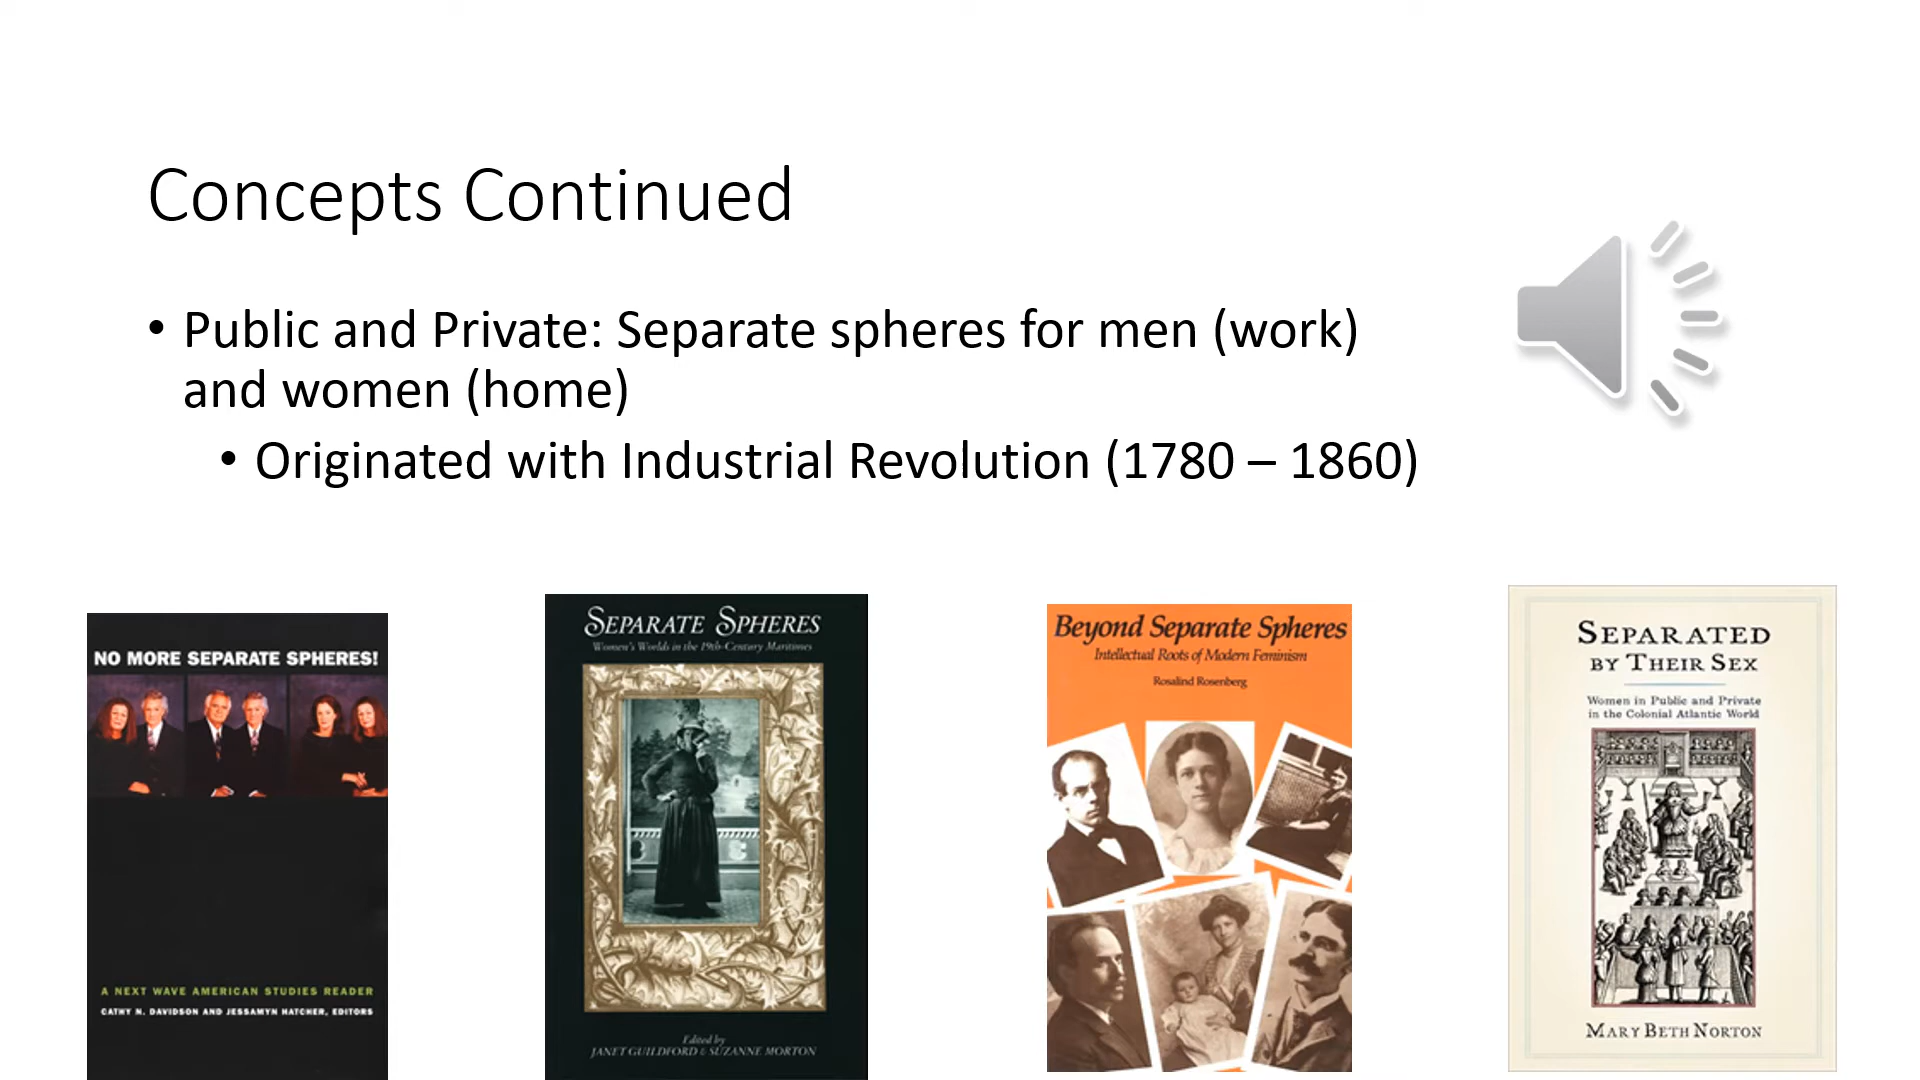 Concepts Continued
• Public and Private: Separate spheres for men (work)
and women (home)
• Originated with Industrial Revolution (1780 – 1860)
NO MORE SEPARATE SPHERES!
A NEXT WAVE AMERICAN STUDIES READER
CATHY N. DAVIDSON AND JESSAMYN HATCHER, EDITORS
SEPARATE SPHERES
Women's Worlds in the 19th-Century Maritimes
Edited by
JANET GUILDFORD & SUZANNE MORTON
Beyond Separate Spheres
Intellectual Roots of Modern Feminism
Rosalind Rosenberg
SEPARATED
BY THEIR SEX
Women in Public and Private
in the Colonial Atlantic World
MARY BETH NORTON